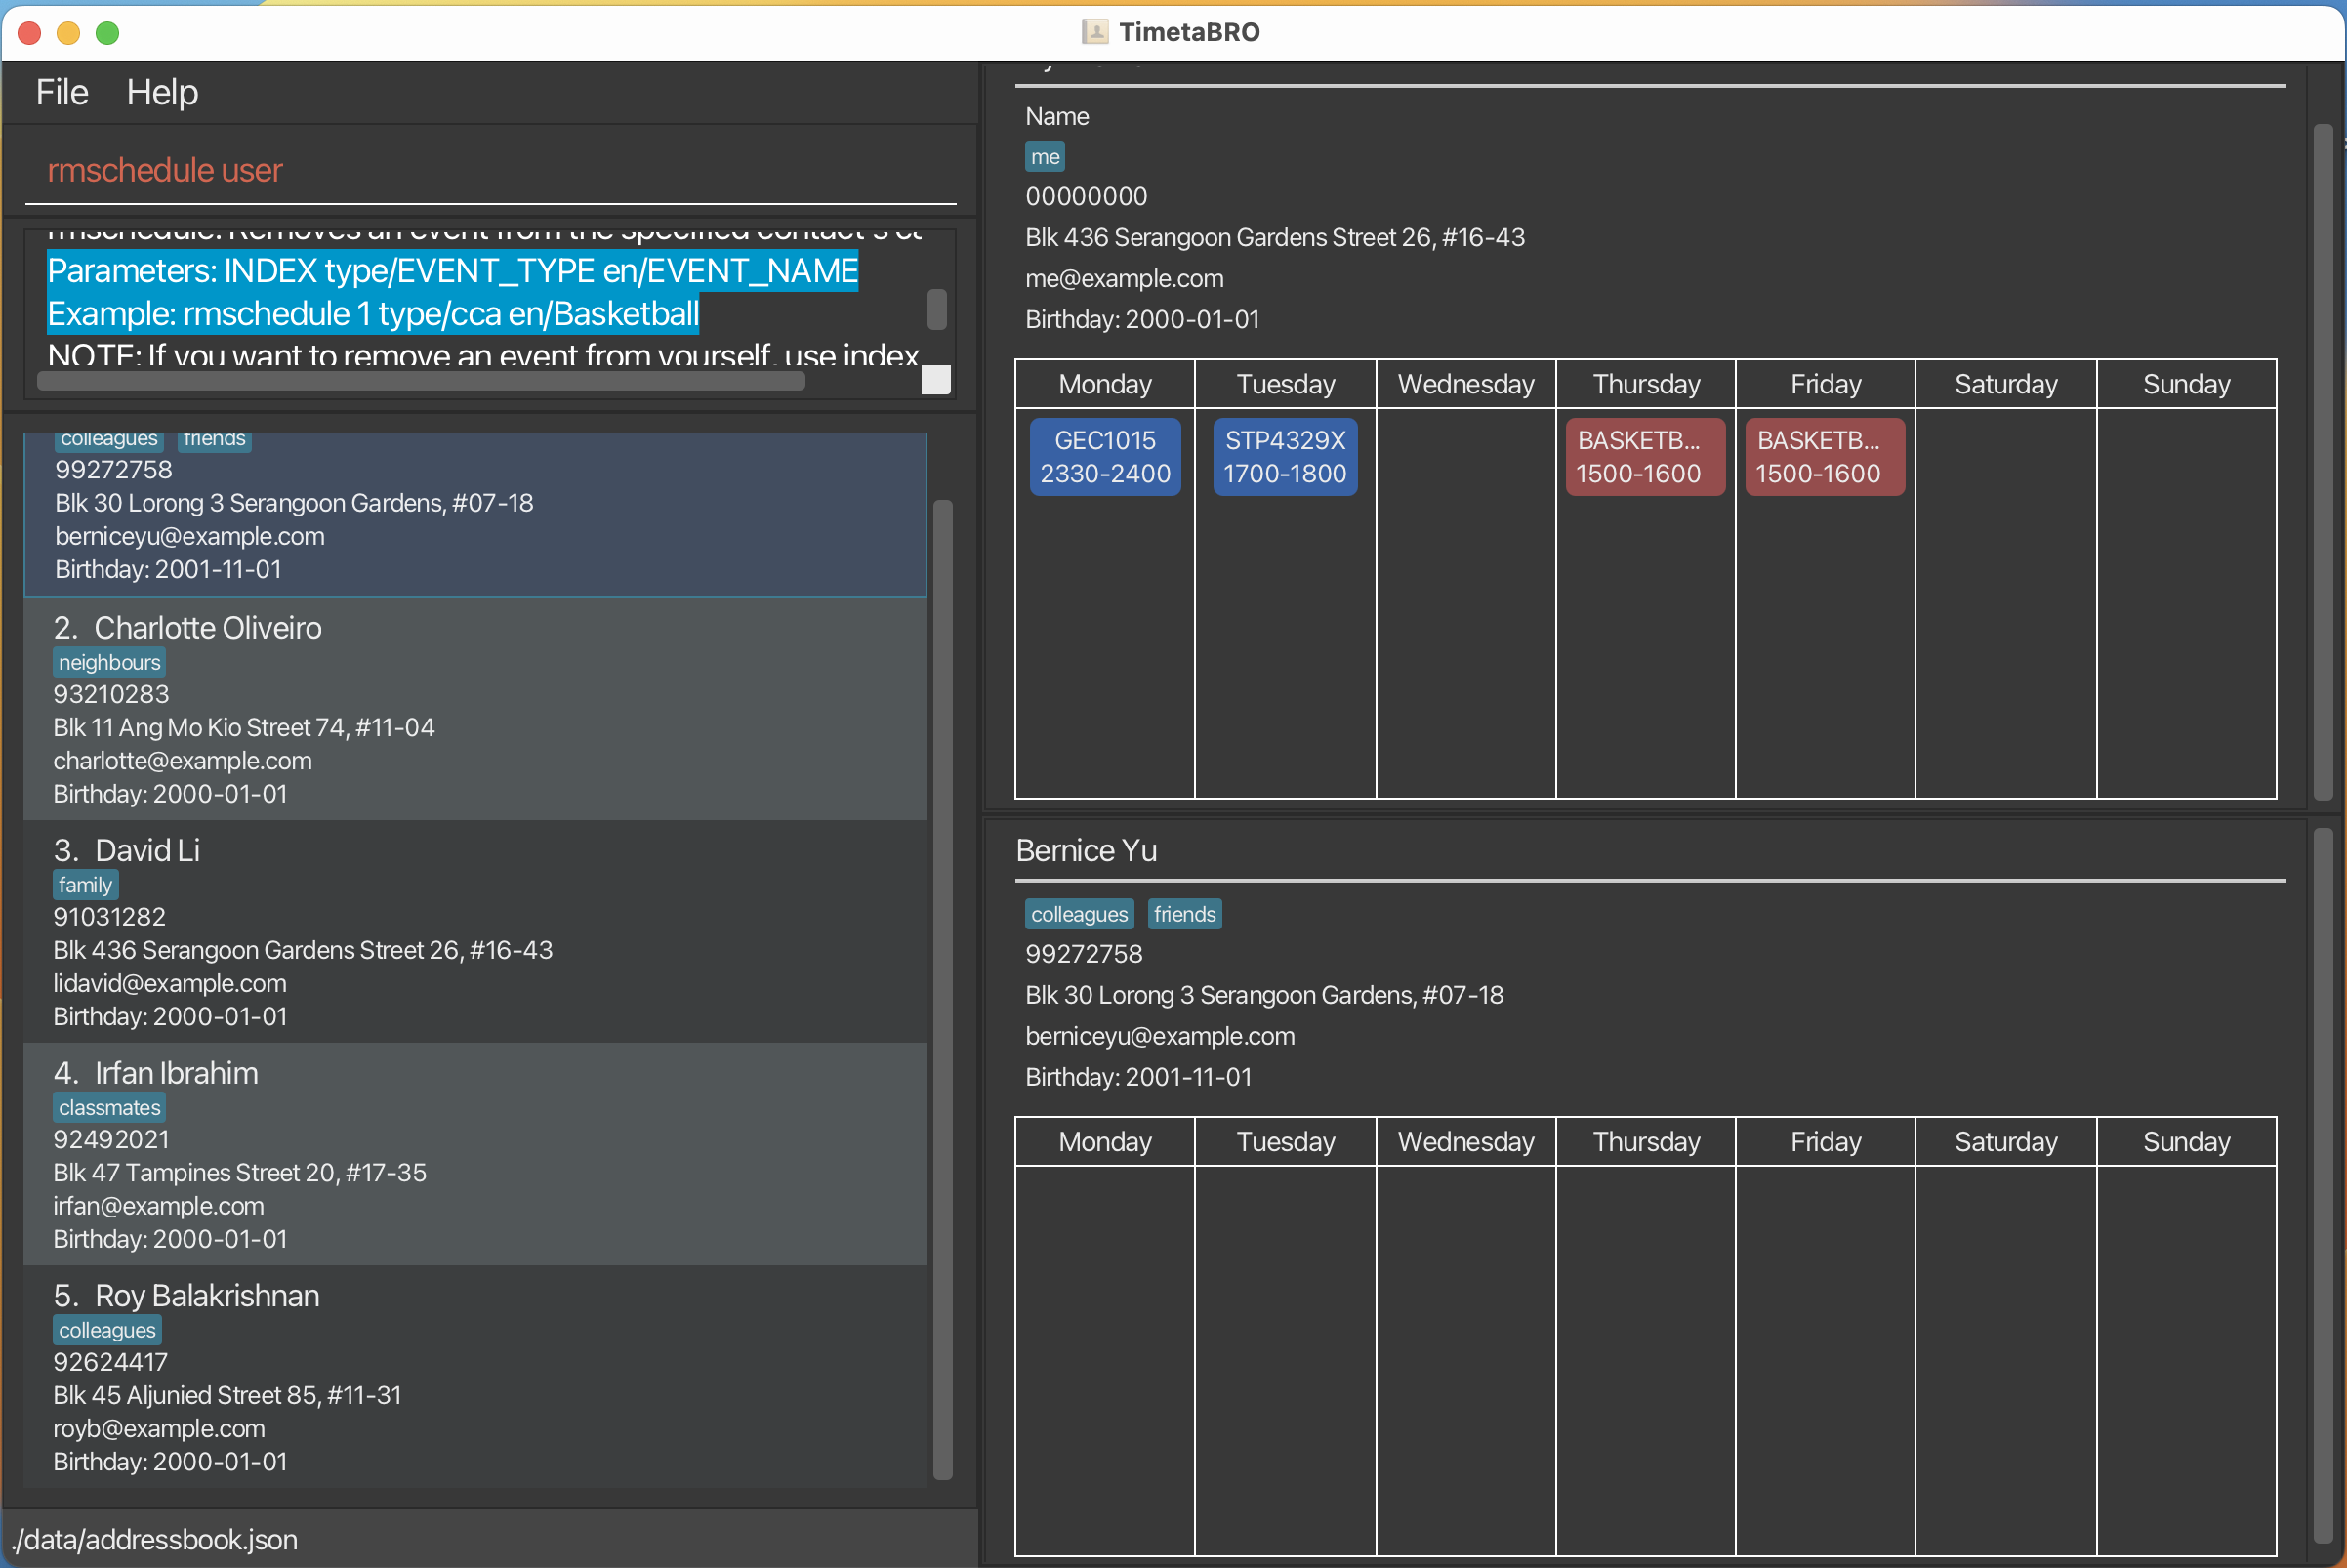 TimetaBRO
File Help
rmschedule user
rmschedule: Removes an event from the specified contact's
Parameters: INDEX type/EVENT_TYPE en/EVENT_NAME
Example: rmschedule 1 type/cca en/Basketball
NOTE: If you want to remove an event from yourself, use index
colleagues friends
99272758
Blk 30 Lorong 3 Serangoon Gardens, #07-18
berniceyu@example.com
Birthday: 2001-11-01
2. Charlotte Oliveiro
neighbours
93210283
Blk 11 Ang Mo Kio Street 74, #11-04
charlotte@example.com
Birthday: 2000-01-01
3. David Li
family
91031282
Blk 436 Serangoon Gardens Street 26, #16-43
lidavid@example.com
Birthday: 2000-01-01
4. Irfan Ibrahim
classmates
92492021
Blk 47 Tampines Street 20, #17-35
irfan@example.com
Birthday: 2000-01-01
5. Roy Balakrishnan
colleagues
92624417
Blk 45 Aljunied Street 85, #11-31
royb@example.com
Birthday: 2000-01-01
./data/addressbook.json
Name
me
00000000
Blk 436 Serangoon Gardens Street 26, #16-43
me@example.com
Birthday: 2000-01-01
Monday Tuesday Wednesday Thursday Friday Saturday Sunday
GEC1015 STP4329X BASKETB... BASKETB...
2330-2400 1700-1800 1500-1600 1500-1600
Bernice Yu
colleagues friends
99272758
Blk 30 Lorong 3 Serangoon Gardens, #07-18
berniceyu@example.com
Birthday: 2001-11-01
Monday Tuesday Wednesday Thursday Friday Saturday Sunday